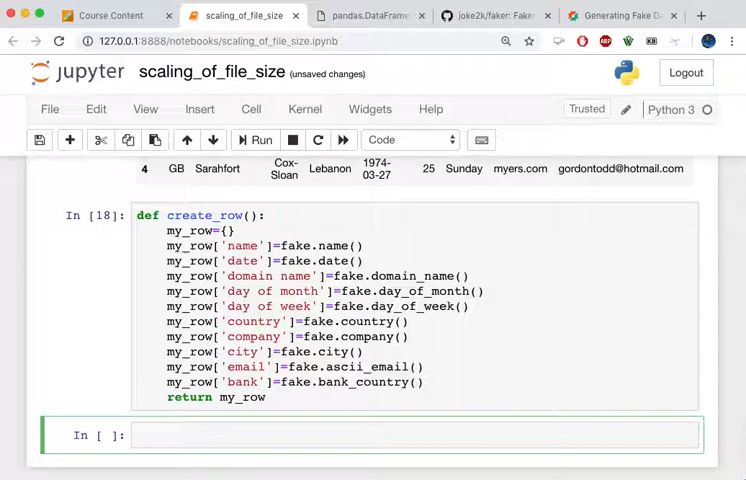 Course Content
scaling_of_file_size
pandas.DataFrame
joke2k/faker: Faker
Generating Fake Da
127.0.0.1:8888/notebooks/scaling_of_file_size.ipynb
ABP
jupyter scaling_of_file_size (unsaved changes)
Logout
File Edit View Insert Cell Kernel Widgets Help
Trusted
Python 3
Run
Code
4 GB Sarahfort Cox-Sloan Lebanon 1974-03-27 25 Sunday myers.com gordontodd@hotmail.com
In [18]: def create_row():
my_row={}
my_row['name']=fake.name()
my_row['date']=fake.date()
my_row['domain name']=fake.domain_name()
my_row['day of month']=fake.day_of_month()
my_row['day of week']=fake.day_of_week()
my_row['country']=fake.country()
my_row['company']=fake.company()
my_row['city']=fake.city()
my_row['email']=fake.ascii_email()
my_row['bank']=fake.bank_country()
return my_row
In [ ]: